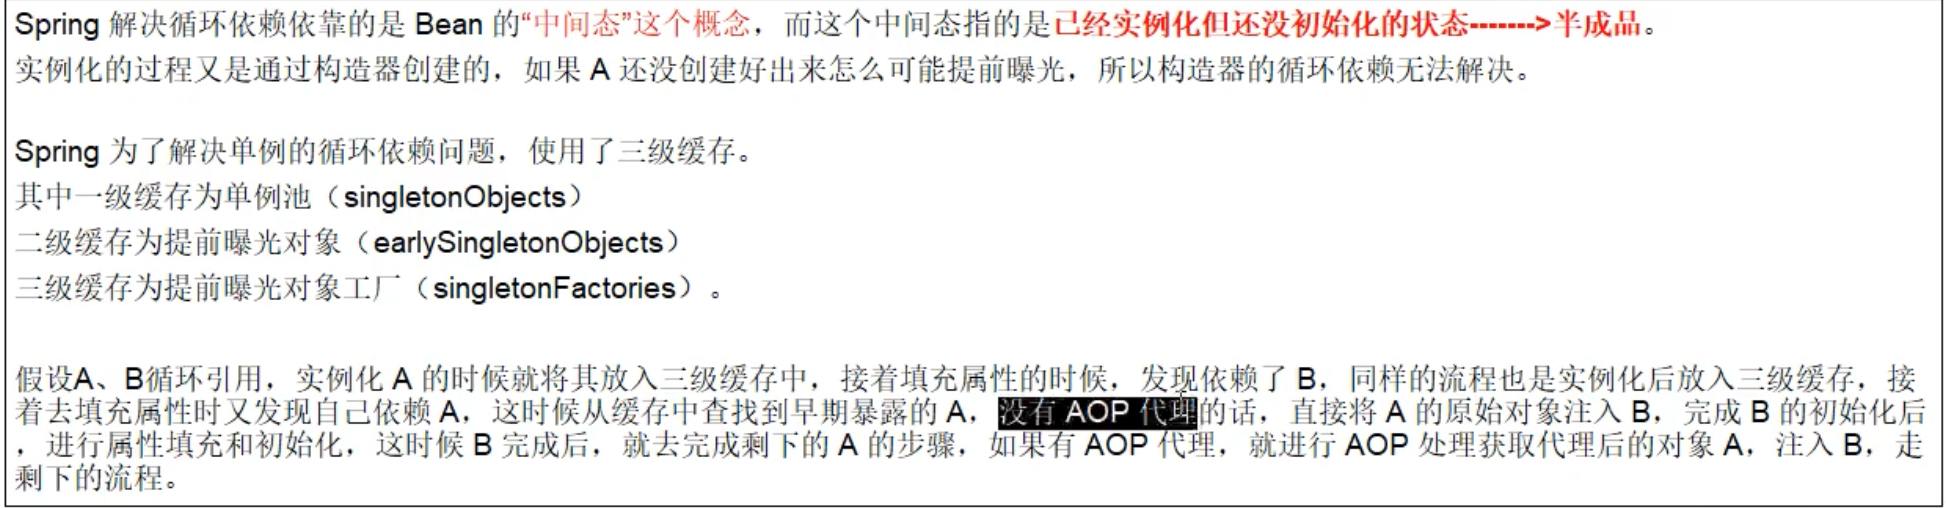 Spring 解决循环依赖依靠的是 Bean 的“中间态”这个概念，而这个中间态指的是已经实例化但还没初始化的状态------->半成品。
实例化的过程又是通过构造器创建的，如果 A 还没创建好出来怎么可能提前曝光，所以构造器的循环依赖无法解决。
Spring 为了解决单例的循环依赖问题，使用了三级缓存。
其中一级缓存为单例池（singletonObjects）
二级缓存为提前曝光对象（earlySingletonObjects）
三级缓存为提前曝光对象工厂（singletonFactories）。
假设A、B循环引用，实例化 A 的时候就将其放入三级缓存中，接着填充属性的时候，发现依赖了 B，同样的流程也是实例化后放入三级缓存，接
着去填充属性时又发现自己依赖 A，这时候从缓存中查找到早期暴露的 A，没有 AOP 代理的话，直接将 A 的原始对象注入 B，完成 B 的初始化后
，进行属性填充和初始化，这时候 B 完成后，就去完成剩下的 A 的步骤，如果有 AOP 代理，就进行 AOP 处理获取代理后的对象 A，注入 B，走
剩下的流程。